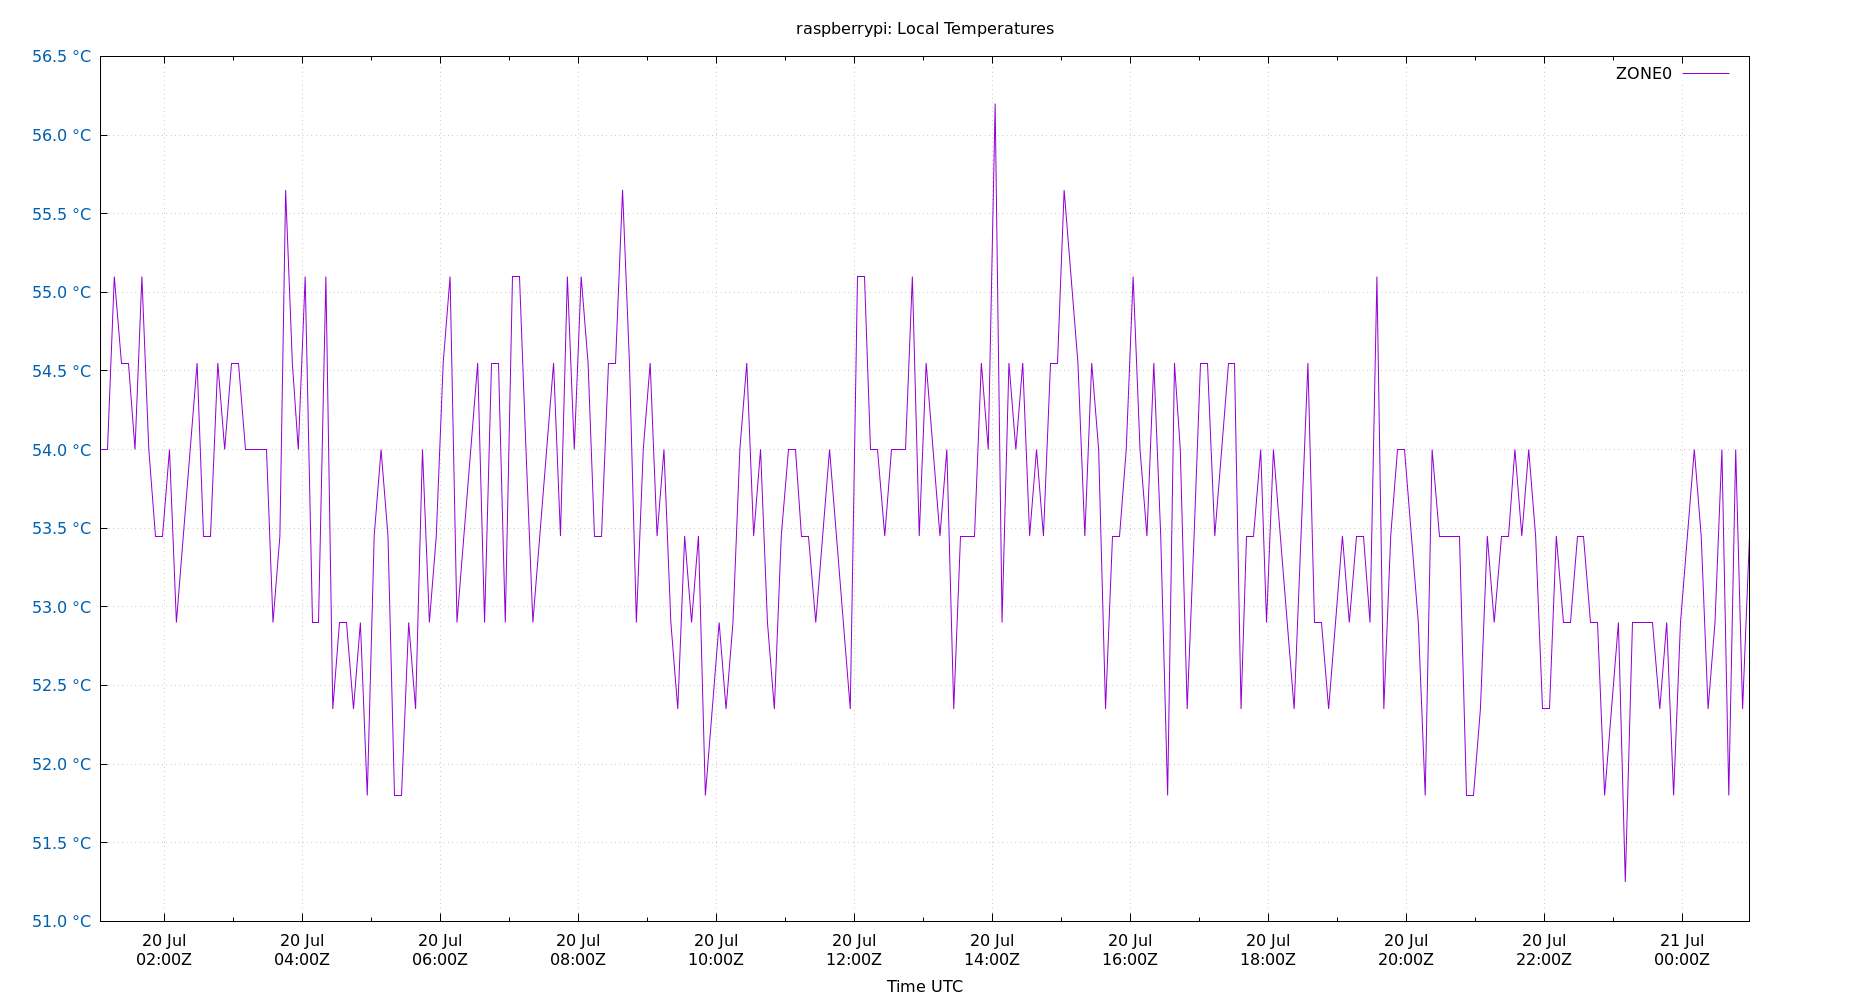 raspberrypi: Local Temperatures
56.5 °C
ZONE0
56.0 °C
55.5 °C
55.0 °C
54.5 °C
54.0 °C
53.5 °C
53.0 °C
52.5 °C
52.0 °C
51.5 °C
51.0 °C
20 Jul 20 Jul 20 Jul 20 Jul 20 Jul 20 Jul 20 Jul 20 Jul 20 Jul 20 Jul 20 Jul 21 Jul
02:00Z 04:00Z 06:00Z 08:00Z 10:00Z 12:00Z 14:00Z 16:00Z 18:00Z 20:00Z 22:00Z 00:00Z
Time UTC